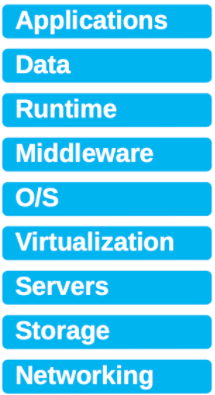 Applications
Data
Runtime
Middleware
O/S
Virtualization
Servers
Storage
Networking